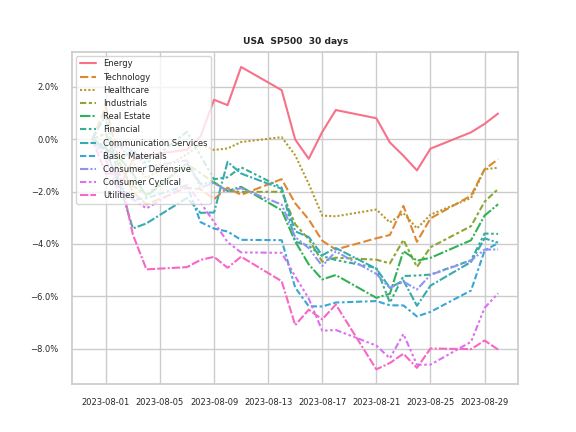 USA  SP500  30 days
Energy
Technology
Healthcare
Industrials
Real Estate
Financial
Communication Services
Basic Materials
Consumer Defensive
Consumer Cyclical
Utilities
2.0%
0.0%
−2.0%
−4.0%
−6.0%
−8.0%
2023-08-01 2023-08-05 2023-08-09 2023-08-13 2023-08-17 2023-08-21 2023-08-25 2023-08-29